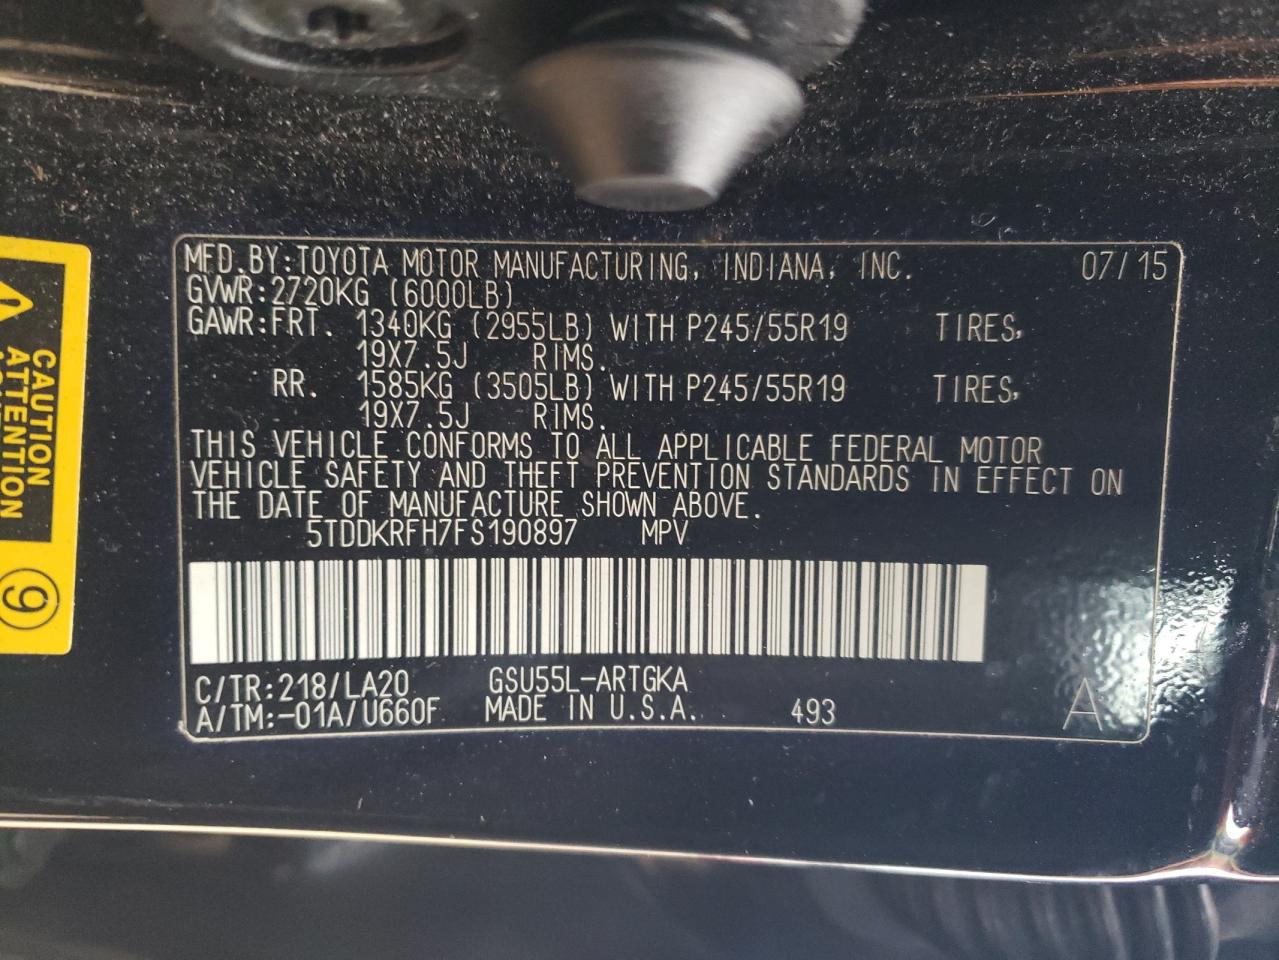 MFD.BY:TOYOTA MOTOR MANUFACTURING, INDIANA, INC. 07/15
GVWR:2720KG (6000LB)
GAWR:FRT. 1340KG (2955LB) WITH P245/55R19 TIRES,
19X7.5J RIMS.
RR. 1585KG (3505LB) WITH P245/55R19 TIRES,
19X7.5J RIMS.
THIS VEHICLE CONFORMS TO ALL APPLICABLE FEDERAL MOTOR
VEHICLE SAFETY AND THEFT PREVENTION STANDARDS IN EFFECT ON
THE DATE OF MANUFACTURE SHOWN ABOVE.
5TDDKRFH7FS190897 MPV
C/TR:218/LA20 GSU55L-ARTGKA
A/TM:-01A/U660F MADE IN U.S.A. 493 A
CAUTION
ATTENTION
9